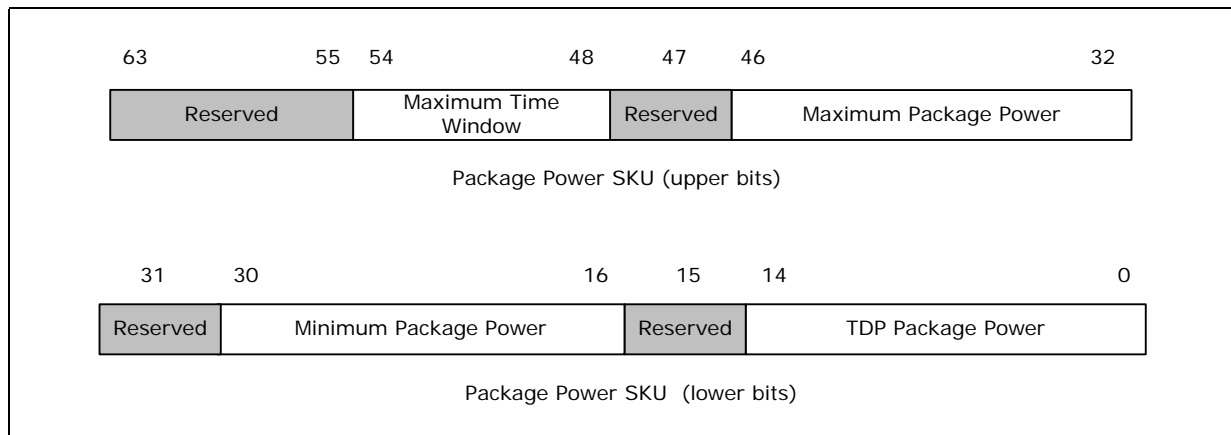 63 55 54 48 47 46 32
Reserved Maximum Time Window Reserved Maximum Package Power
Package Power SKU (upper bits)
31 30 16 15 14 0
Reserved Minimum Package Power Reserved TDP Package Power
Package Power SKU (lower bits)